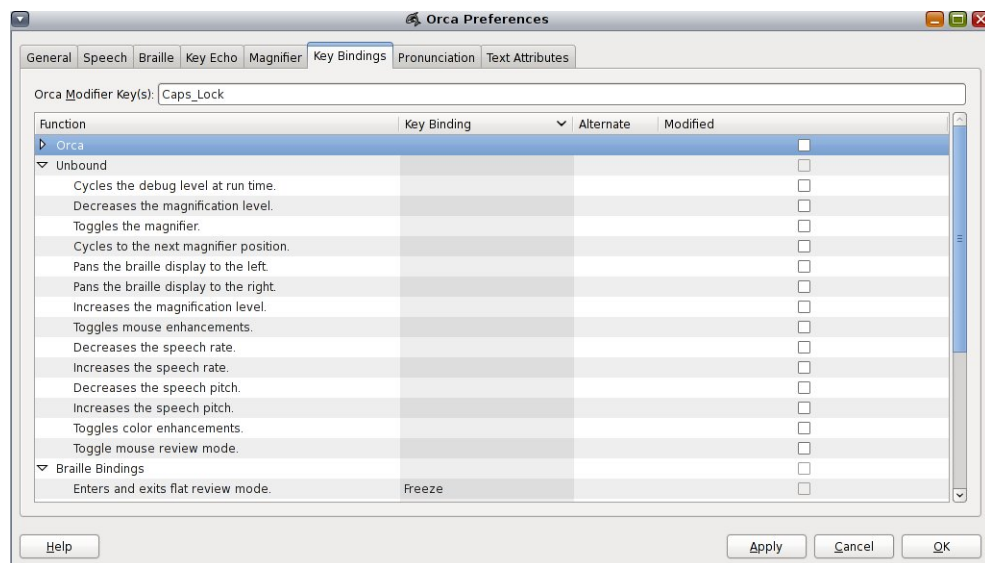 Orca Preferences
General Speech Braille Key Echo Magnifier Key Bindings Pronunciation Text Attributes
Orca Modifier Key(s): Caps_Lock
Function Key Binding Alternate Modified
Orca
Unbound
Cycles the debug level at run time.
Decreases the magnification level.
Toggles the magnifier.
Cycles to the next magnifier position.
Pans the braille display to the left.
Pans the braille display to the right.
Increases the magnification level.
Toggles mouse enhancements.
Decreases the speech rate.
Increases the speech rate.
Decreases the speech pitch.
Increases the speech pitch.
Toggles color enhancements.
Toggle mouse review mode.
Braille Bindings
Enters and exits flat review mode. Freeze
Help Apply Cancel OK